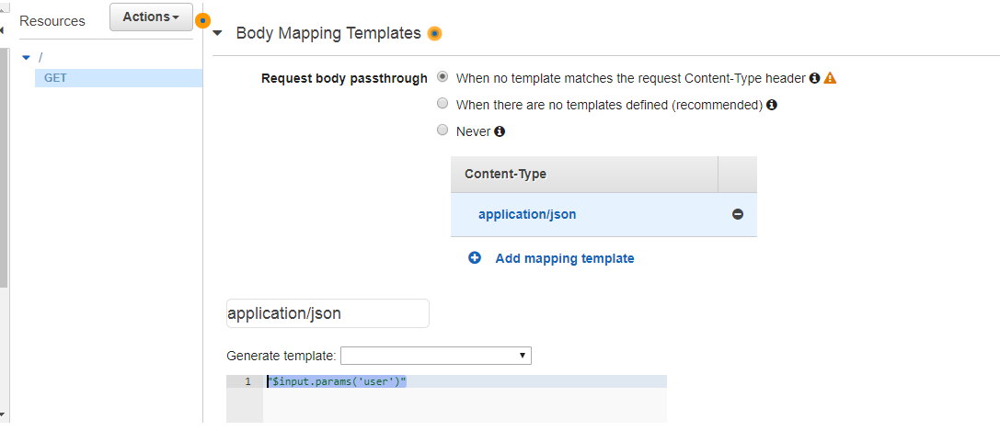 Resources
Actions
/
GET
Body Mapping Templates
Request body passthrough
When no template matches the request Content-Type header
When there are no templates defined (recommended)
Never
Content-Type
application/json
Add mapping template
application/json
Generate template:
1 "$input.params('user')"